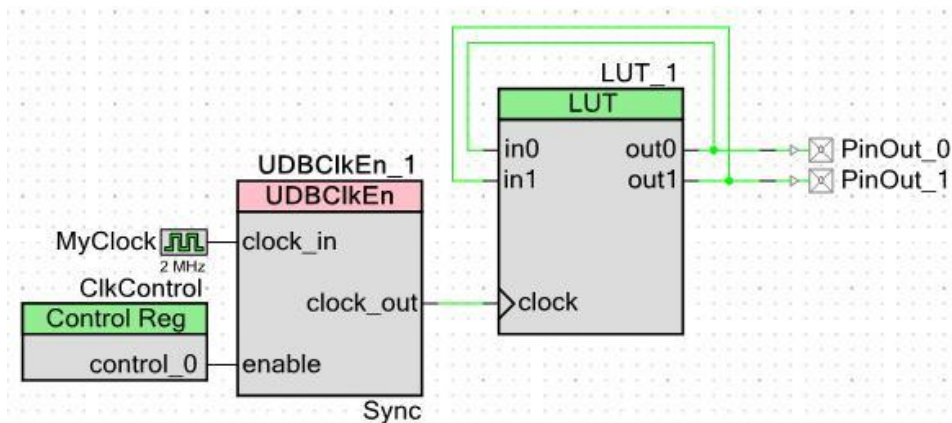 LUT_1
LUT
in0 out0 PinOut_0
in1 out1 PinOut_1
UDBClkEn_1
UDBClkEn
MyClock clock_in
2 MHz
ClkControl
clock_out clock
Control Reg
control_0 enable
Sync